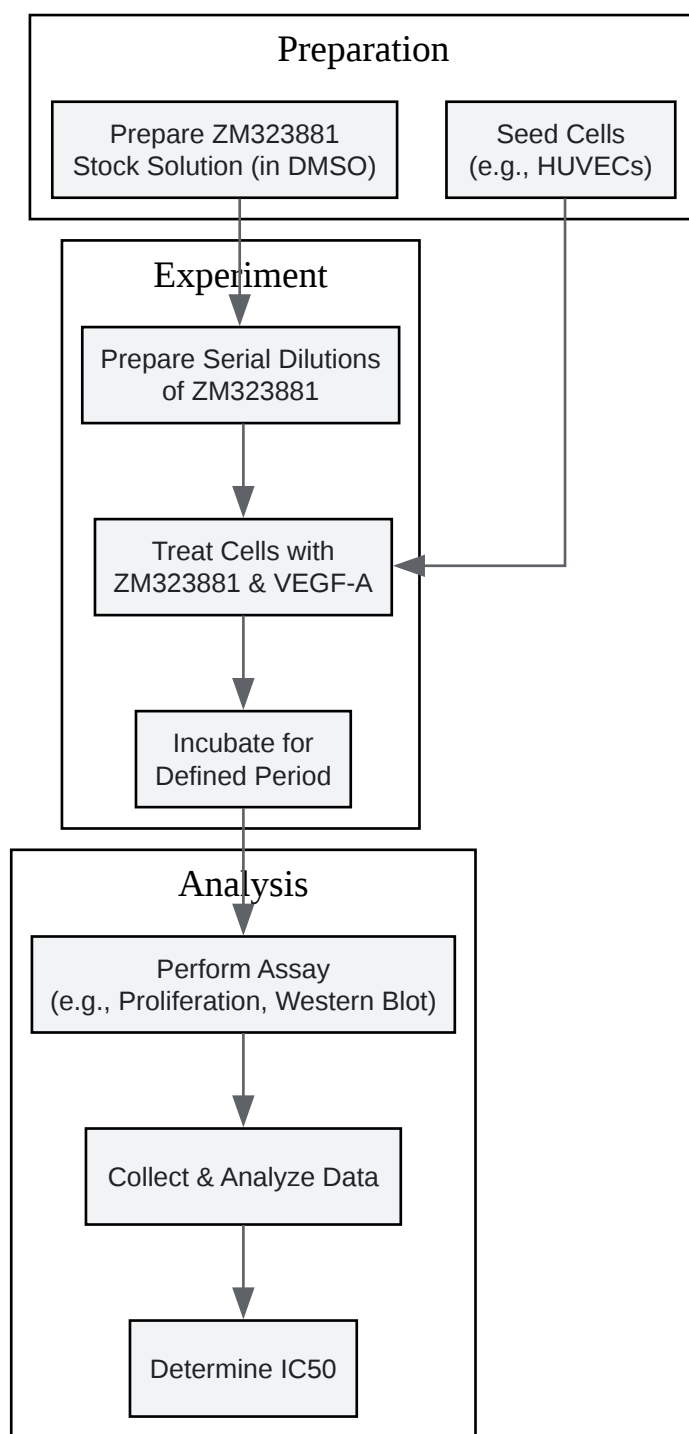 Preparation
Prepare ZM323881
Stock Solution (in DMSO)
Seed Cells
(e.g., HUVECs)
Experiment
Prepare Serial Dilutions
of ZM323881
Treat Cells with
ZM323881 & VEGF-A
Incubate for
Defined Period
Analysis
Perform Assay
(e.g., Proliferation, Western Blot)
Collect & Analyze Data
Determine IC50